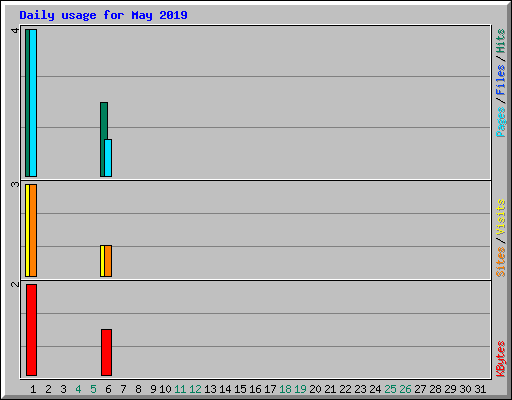 Daily usage for May 2019
4
Pages / Files / Hits
3
Sites / Visits
2
KBytes
1 2 3 4 5 6 7 8 9 10 11 12 13 14 15 16 17 18 19 20 21 22 23 24 25 26 27 28 29 30 31